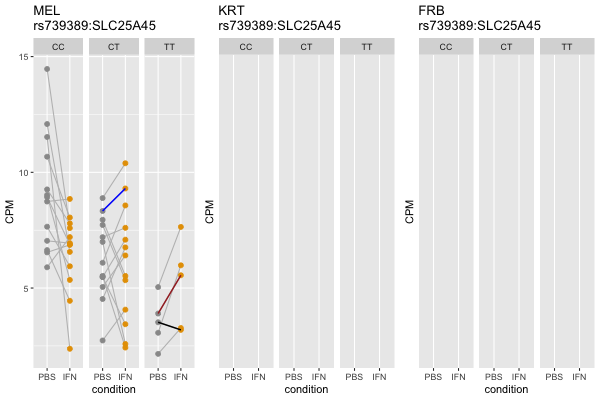 MEL
rs739389:SLC25A45
CC CT TT
CPM
15
10
5
PBS IFN PBS IFN PBS IFN
condition
KRT
rs739389:SLC25A45
CC CT TT
CPM
PBS IFN PBS IFN PBS IFN
condition
FRB
rs739389:SLC25A45
CC CT TT
CPM
PBS IFN PBS IFN PBS IFN
condition